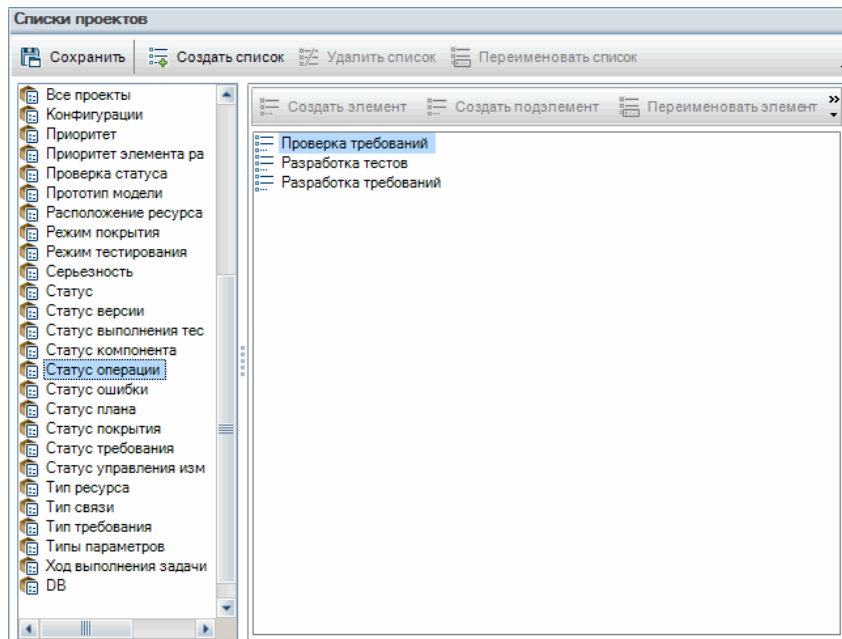 Списки проектов
Сохранить Создать список Удалить список Переименовать список
Все проекты
Конфигурации
Приоритет
Приоритет элемента ра
Проверка статуса
Прототип модели
Расположение ресурса
Режим покрытия
Режим тестирования
Серьезность
Статус
Статус версии
Статус выполнения тес
Статус компонента
Статус операции
Статус ошибки
Статус плана
Статус покрытия
Статус требования
Статус управления изм
Тип ресурса
Тип связи
Тип требования
Типы параметров
Ход выполнения задачи
DB
Создать элемент Создать подэлемент Переименовать элемент
Проверка требований
Разработка тестов
Разработка требований